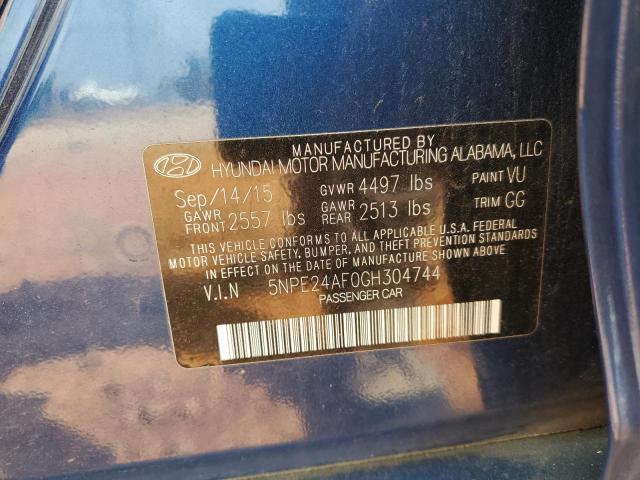 MANUFACTURED BY
HYUNDAI MOTOR MANUFACTURING ALABAMA, LLC
Sep/14/15 GVWR 4497 lbs PAINT VU
GAWR FRONT 2557 lbs GAWR REAR 2513 lbs TRIM GG
THIS VEHICLE CONFORMS TO ALL APPLICABLE U.S.A. FEDERAL
MOTOR VEHICLE SAFETY, BUMPER, AND THEFT PREVENTION STANDARDS
IN EFFECT ON THE DATE OF MANUFACTURE SHOWN ABOVE
V.I.N 5NPE24AF0GH304744
PASSENGER CAR